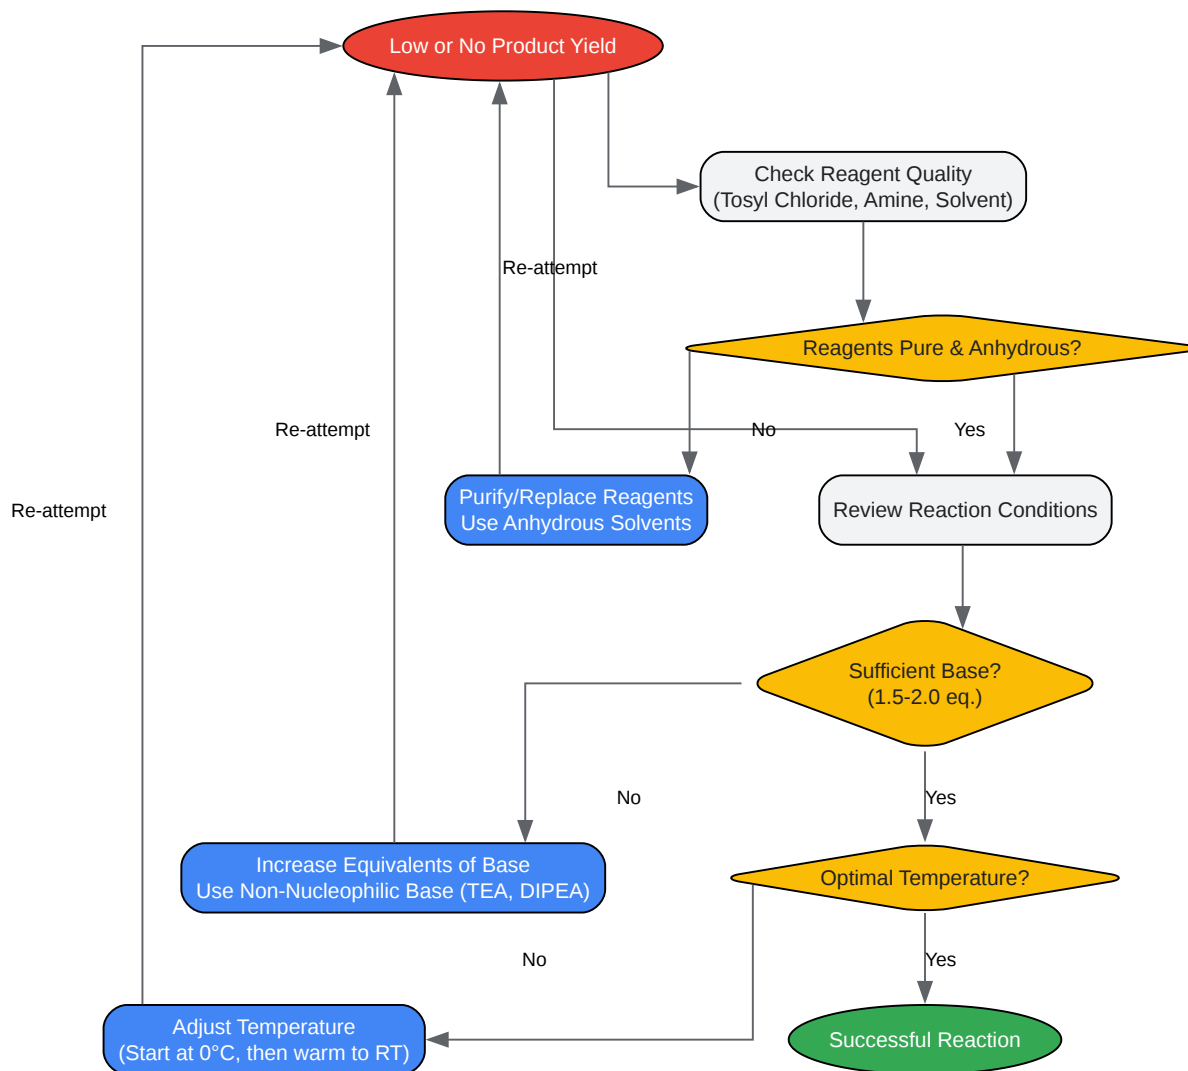 Low or No Product Yield
Check Reagent Quality
(Tosyl Chloride, Amine, Solvent)
Re-attempt
Reagents Pure & Anhydrous?
Re-attempt
No
Yes
Re-attempt
Purify/Replace Reagents
Use Anhydrous Solvents
Review Reaction Conditions
Sufficient Base?
(1.5-2.0 eq.)
No
Yes
Increase Equivalents of Base
Use Non-Nucleophilic Base (TEA, DIPEA)
Optimal Temperature?
No
Yes
Adjust Temperature
(Start at 0°C, then warm to RT)
Successful Reaction